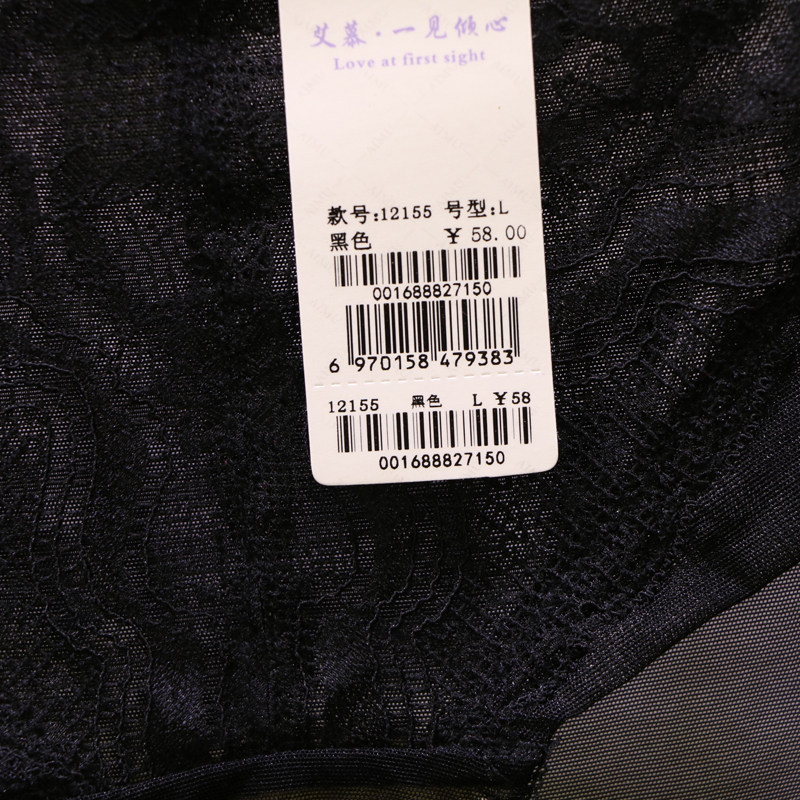 艾慕·一见倾心
Love at first sight
款号:12155 号型:L
黑色 ¥ 58.00
001688827150
6 970158 479383
12155 黑色 L ¥58
001688827150